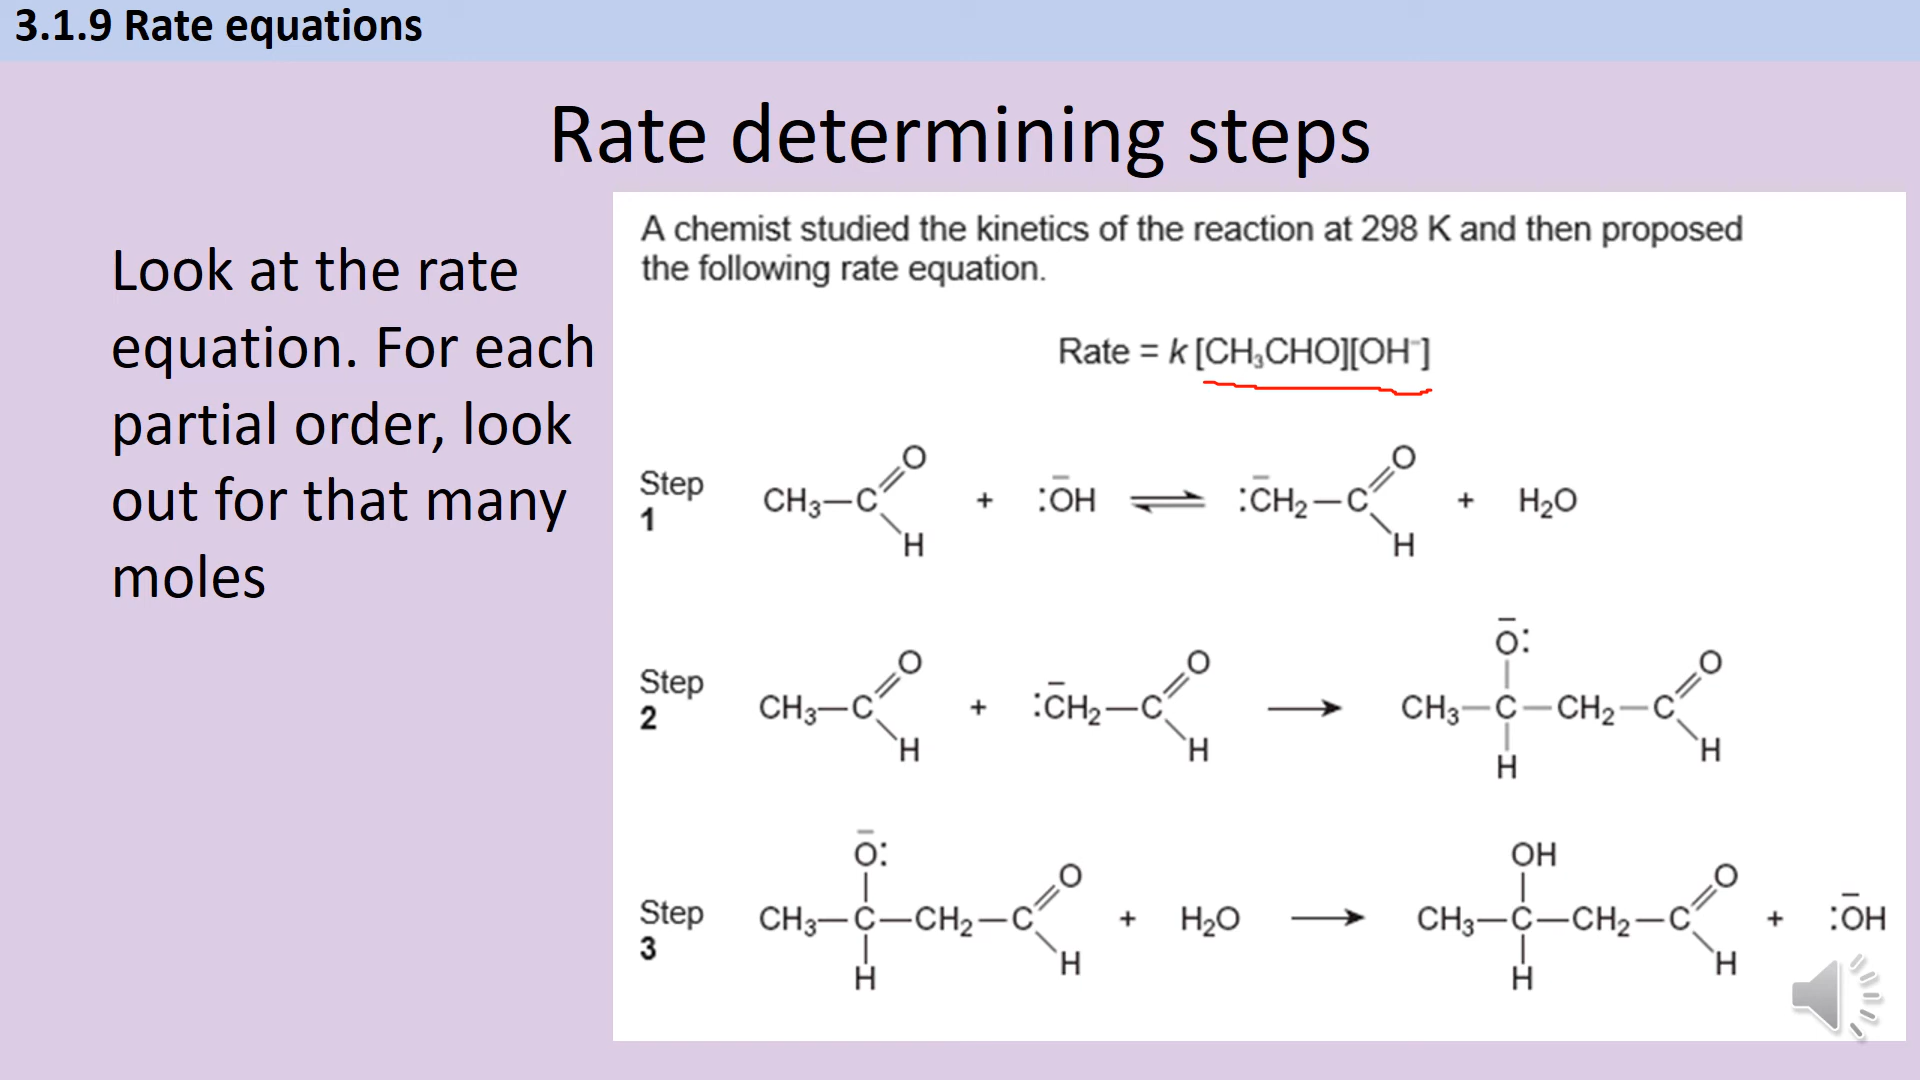 3.1.9 Rate equations
Rate determining steps
Look at the rate
equation. For each
partial order, look
out for that many
moles
A chemist studied the kinetics of the reaction at 298 K and then proposed
the following rate equation.
Rate = k [CH₃CHO][OH⁻]
Step
1
O
CH₃—C + :ŌH ⇌ :C̄H₂—C + H₂O
H
O
H
Step
2
O
CH₃—C + :C̄H₂—C → CH₃—C—CH₂—C
H
O
H
Ō:
H
O
H
Step
3
Ō:
CH₃—C—CH₂—C + H₂O → CH₃—C—CH₂—C + :ŌH
H
O
H
OH
H
O
H